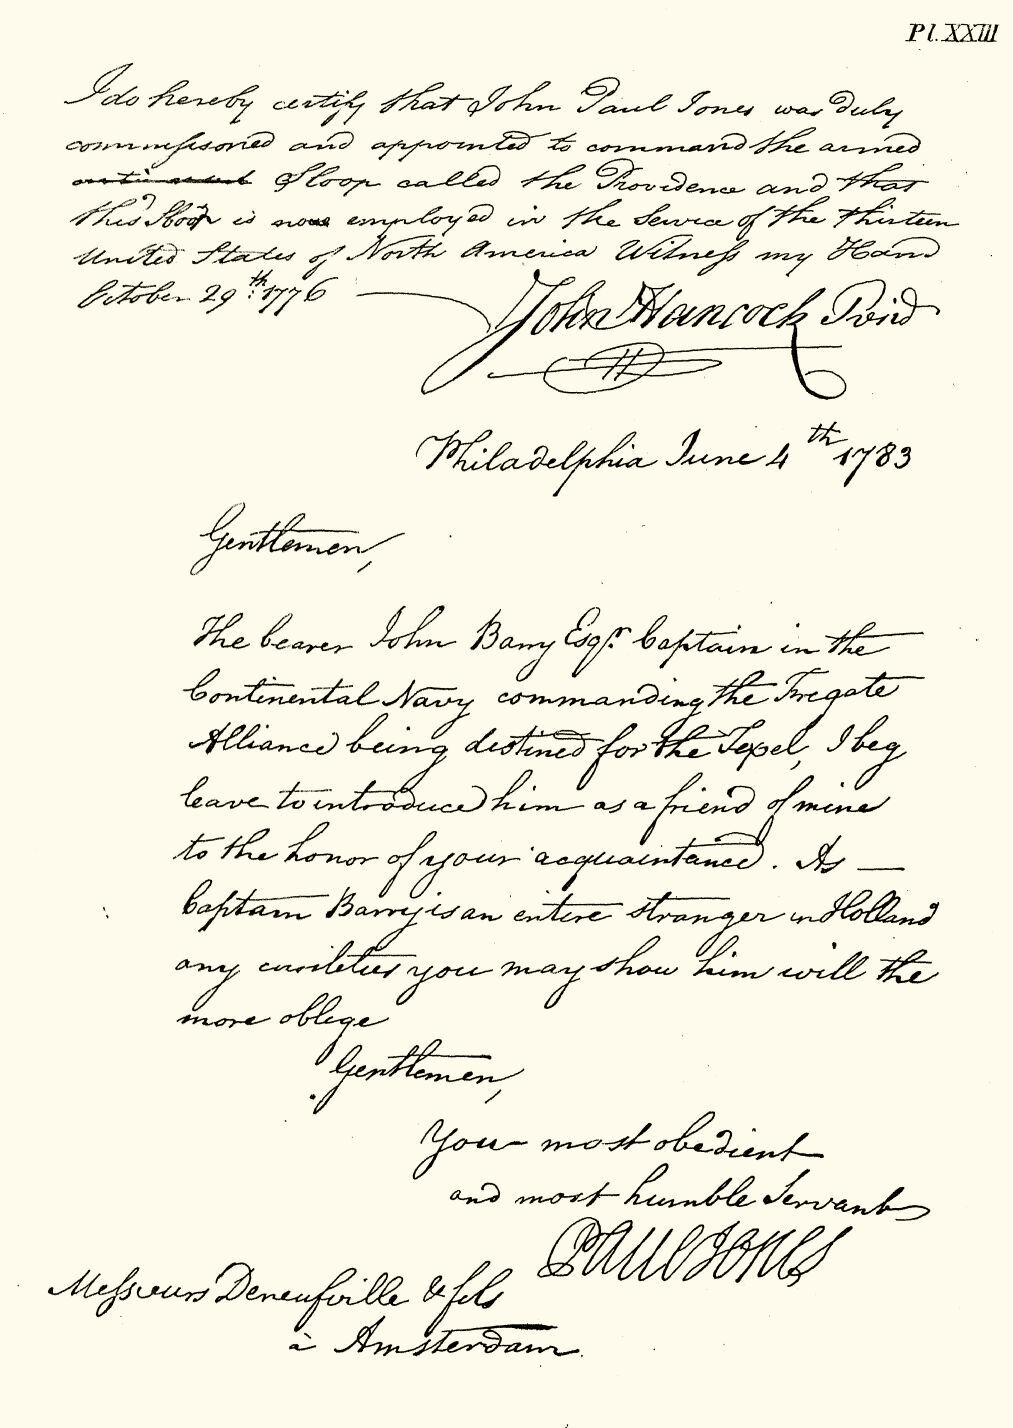 Pl. XXIII
I do hereby certify that John Paul Jones was duly
commissioned and appointed to command the armed
Sloop called the Providence and that
this Sloop is now employed in the Service of the thirteen
United States of North America Witness my Hand
October 29th: 1776
John Hancock Presid
Philadelphia June 4th 1783
Gentlemen,
The bearer John Barry Esqr. Captain in the
Continental Navy commanding the Fregate
Alliance being destined for the Texel, I beg
leave to introduce him as a friend of mine
to the honor of your acquaintance. As —
Captain Barry is an entire stranger in Holland
any civilities you may show him will the
more oblige
Gentlemen,
Your most obedient
and most humble Servant
Paul Jones
Messieurs Deneufville & fils
à Amsterdam.